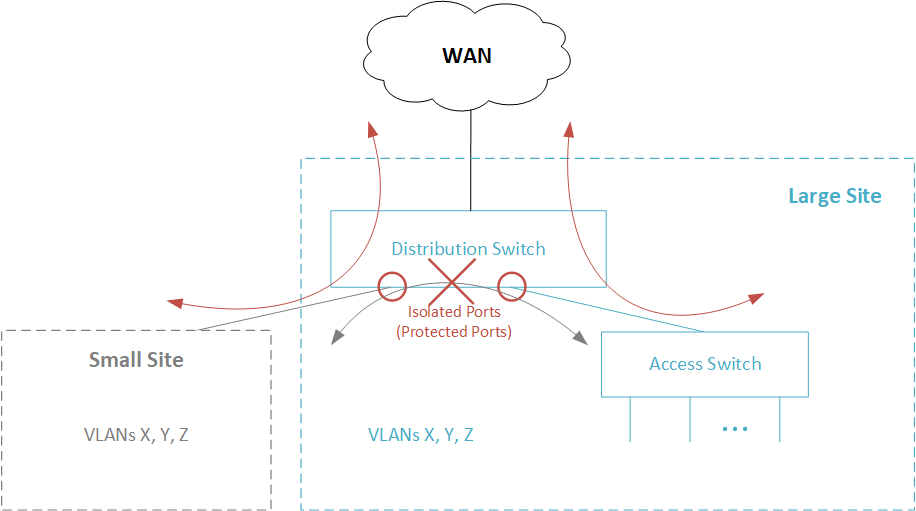 WAN
Large Site
Distribution Switch
Isolated Ports
(Protected Ports)
Small Site
Access Switch
VLANs X, Y, Z
VLANs X, Y, Z
...